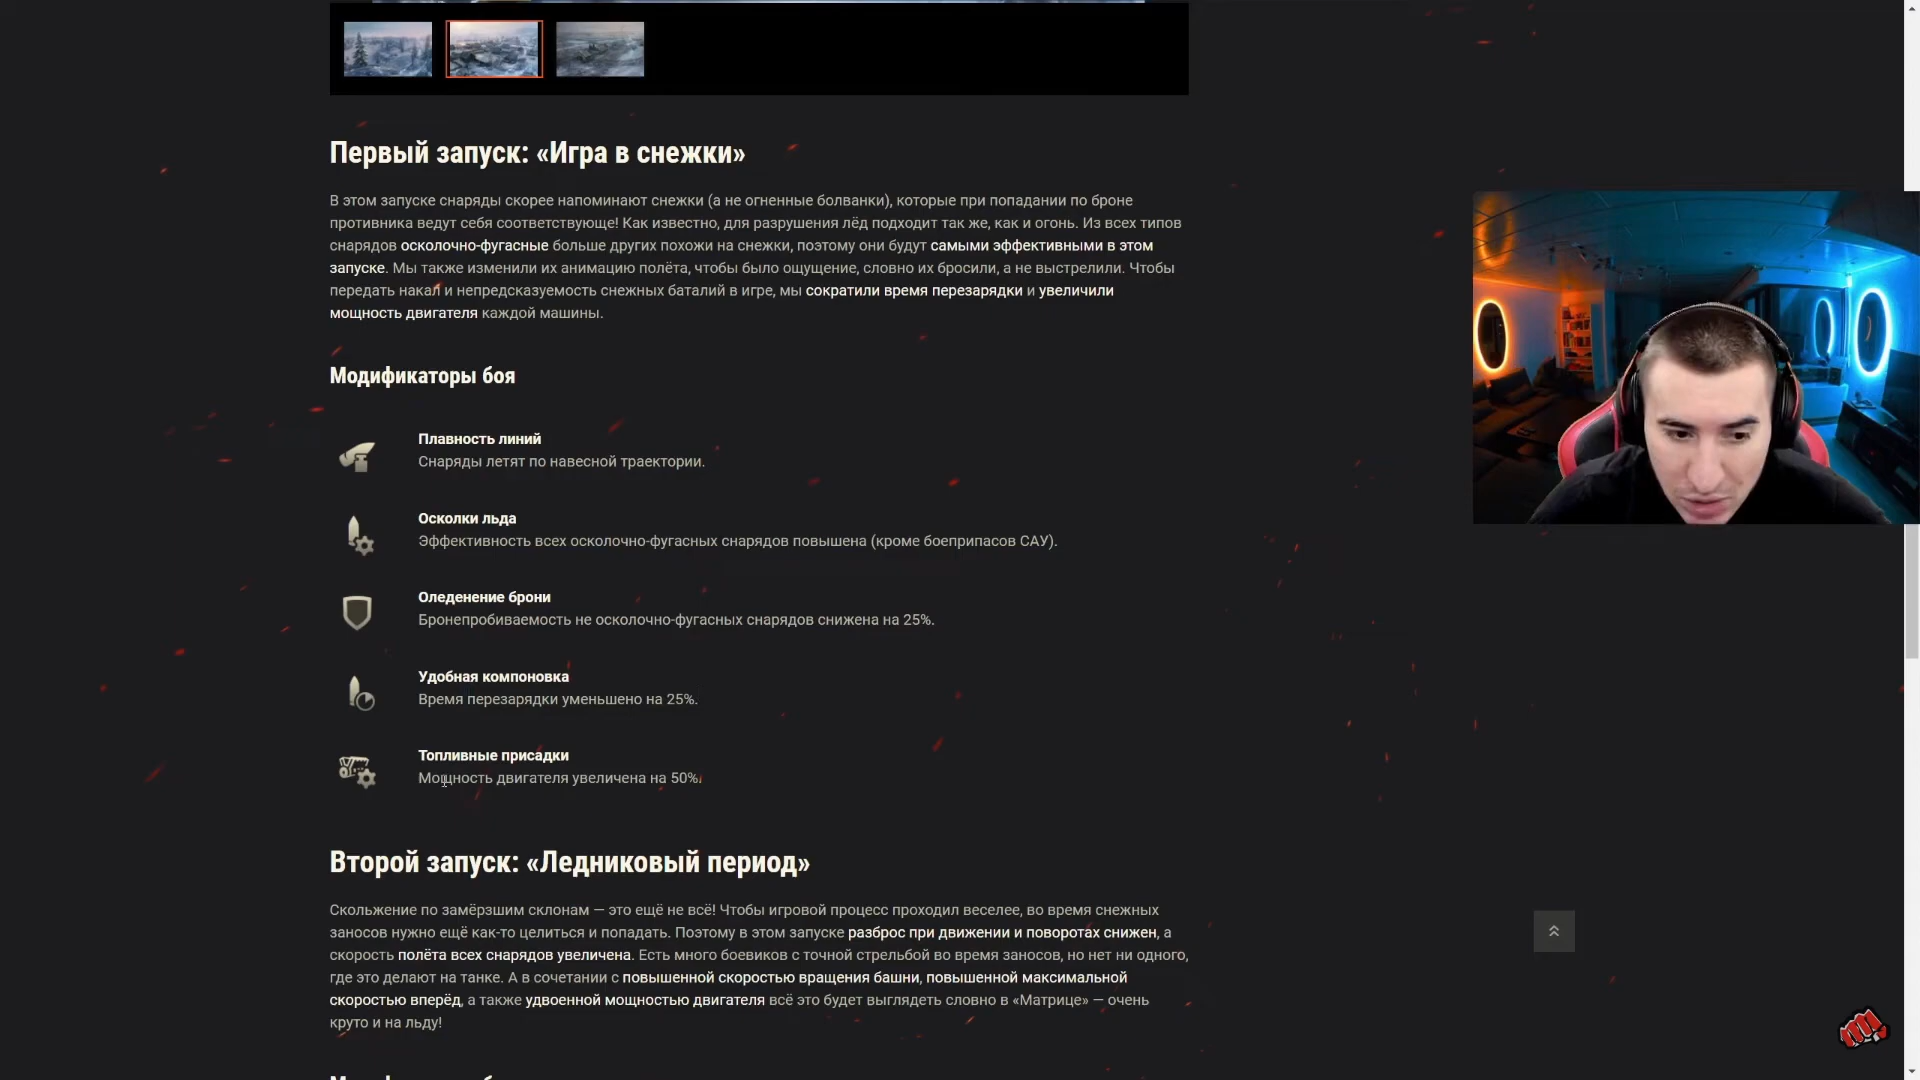 Первый запуск: «Игра в снежки»
В этом запуске снаряды скорее напоминают снежки (а не огненные болванки), которые при попадании по броне
противника ведут себя соответствующе! Как известно, для разрушения лёд подходит так же, как и огонь. Из всех типов
снарядов осколочно-фугасные больше других похожи на снежки, поэтому они будут самыми эффективными в этом
запуске. Мы также изменили их анимацию полёта, чтобы было ощущение, словно их бросили, а не выстрелили. Чтобы
передать накал и непредсказуемость снежных баталий в игре, мы сократили время перезарядки и увеличили
мощность двигателя каждой машины.
Модификаторы боя
Плавность линий
Снаряды летят по навесной траектории.
Осколки льда
Эффективность всех осколочно-фугасных снарядов повышена (кроме боеприпасов САУ).
Оледенение брони
Бронепробиваемость не осколочно-фугасных снарядов снижена на 25%.
Удобная компоновка
Время перезарядки уменьшено на 25%.
Топливные присадки
Мощность двигателя увеличена на 50%.
Второй запуск: «Ледниковый период»
Скольжение по замёрзшим склонам — это ещё не всё! Чтобы игровой процесс проходил веселее, во время снежных
заносов нужно ещё как-то целиться и попадать. Поэтому в этом запуске разброс при движении и поворотах снижен, а
скорость полёта всех снарядов увеличена. Есть много боевиков с точной стрельбой во время заносов, но нет ни одного,
где это делают на танке. А в сочетании с повышенной скоростью вращения башни, повышенной максимальной
скоростью вперёд, а также удвоенной мощностью двигателя всё это будет выглядеть словно в «Матрице» — очень
круто и на льду!